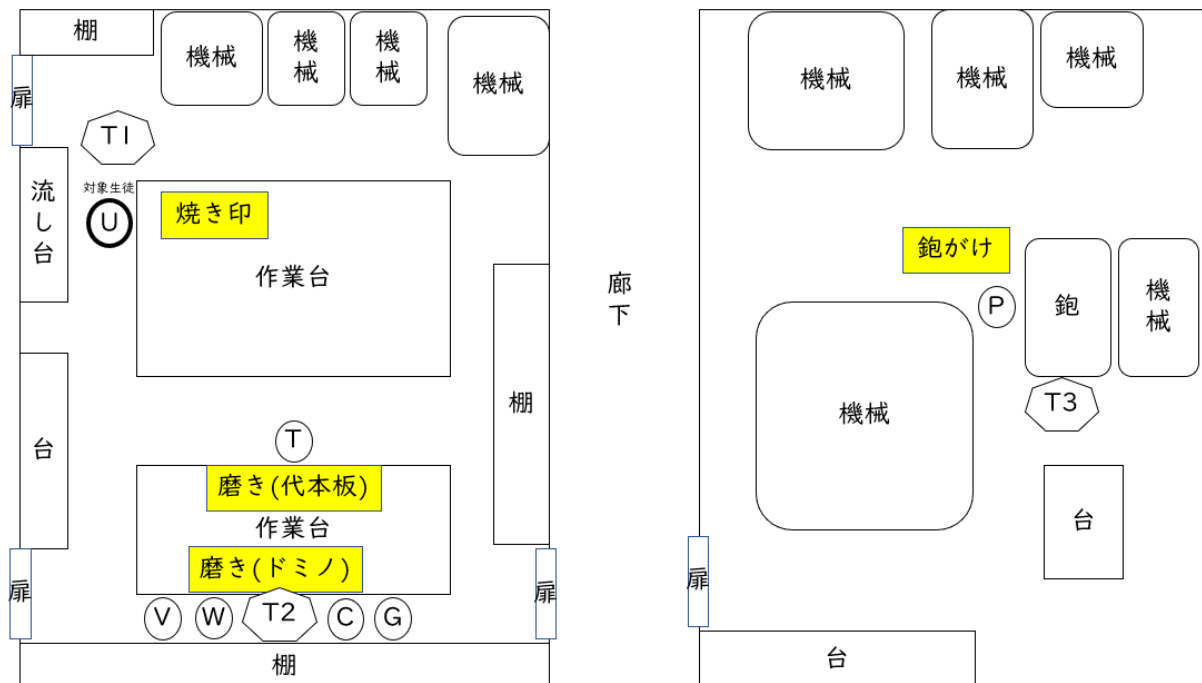 棚
機械
機械
機械
機械
扉
T1
対象生徒
U
流し台
焼き印
作業台
棚
台
T
磨き(代本板)
作業台
磨き(ドミノ)
扉
扉
V
W
T2
C
G
棚
廊下
機械
機械
機械
鉋がけ
P
鉋
機械
機械
T3
台
扉
台